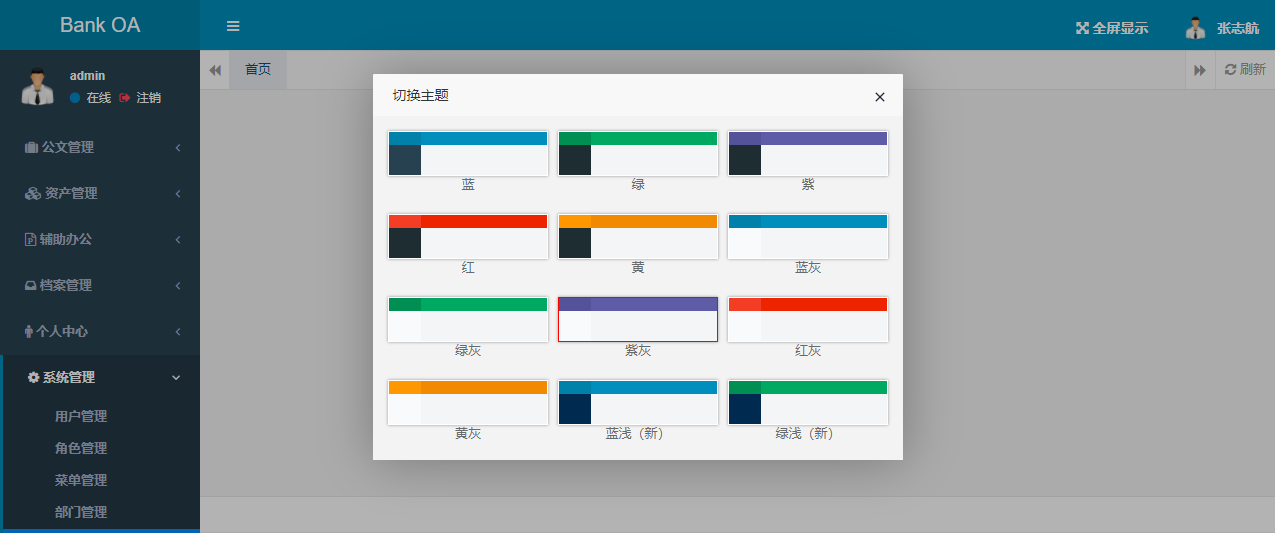 Bank OA
全屏显示
张志航
admin
在线
注销
首页
刷新
公文管理
资产管理
辅助办公
档案管理
个人中心
系统管理
用户管理
角色管理
菜单管理
部门管理
切换主题
蓝
绿
紫
红
黄
蓝灰
绿灰
紫灰
红灰
黄灰
蓝浅（新）
绿浅（新）